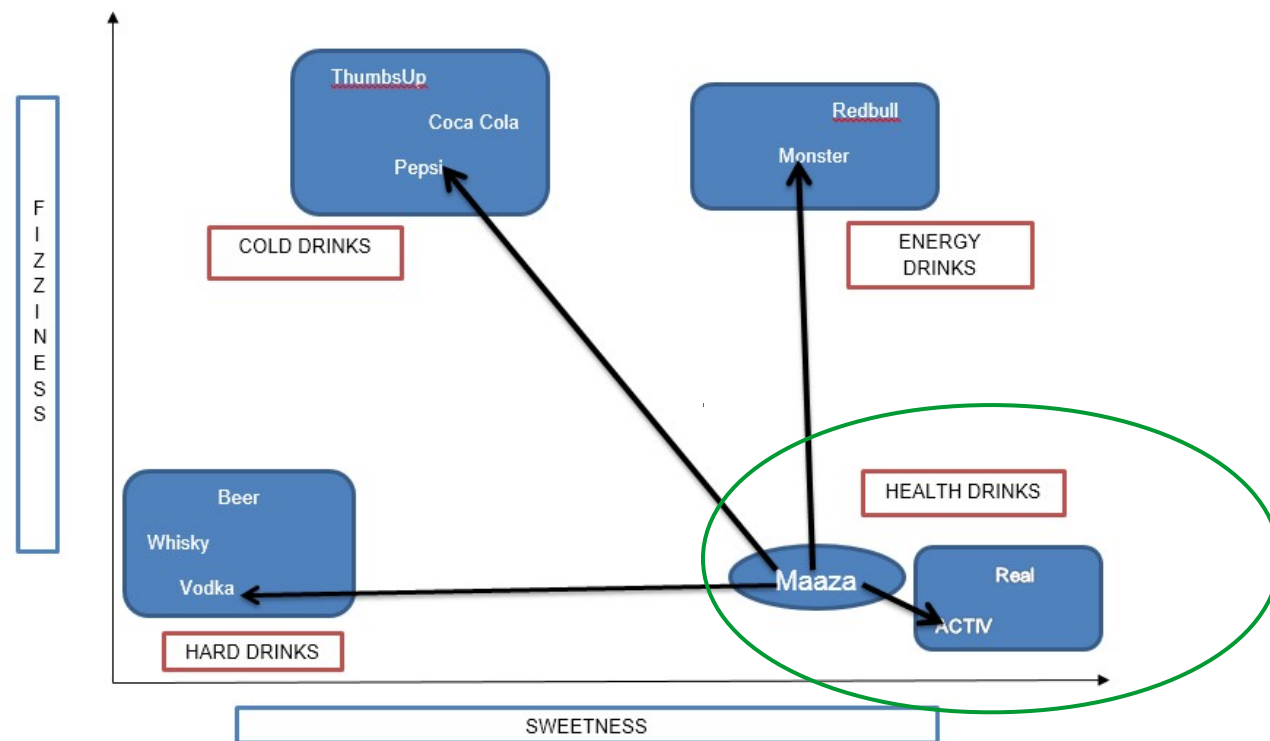 ThumbsUp
Coca Cola
Pepsi
Redbull
Monster
COLD DRINKS
ENERGY
DRINKS
F
I
Z
Z
I
N
E
S
S
Beer
Whisky
Vodka
HARD DRINKS
HEALTH DRINKS
Maaza
Real
ACTIV
SWEETNESS